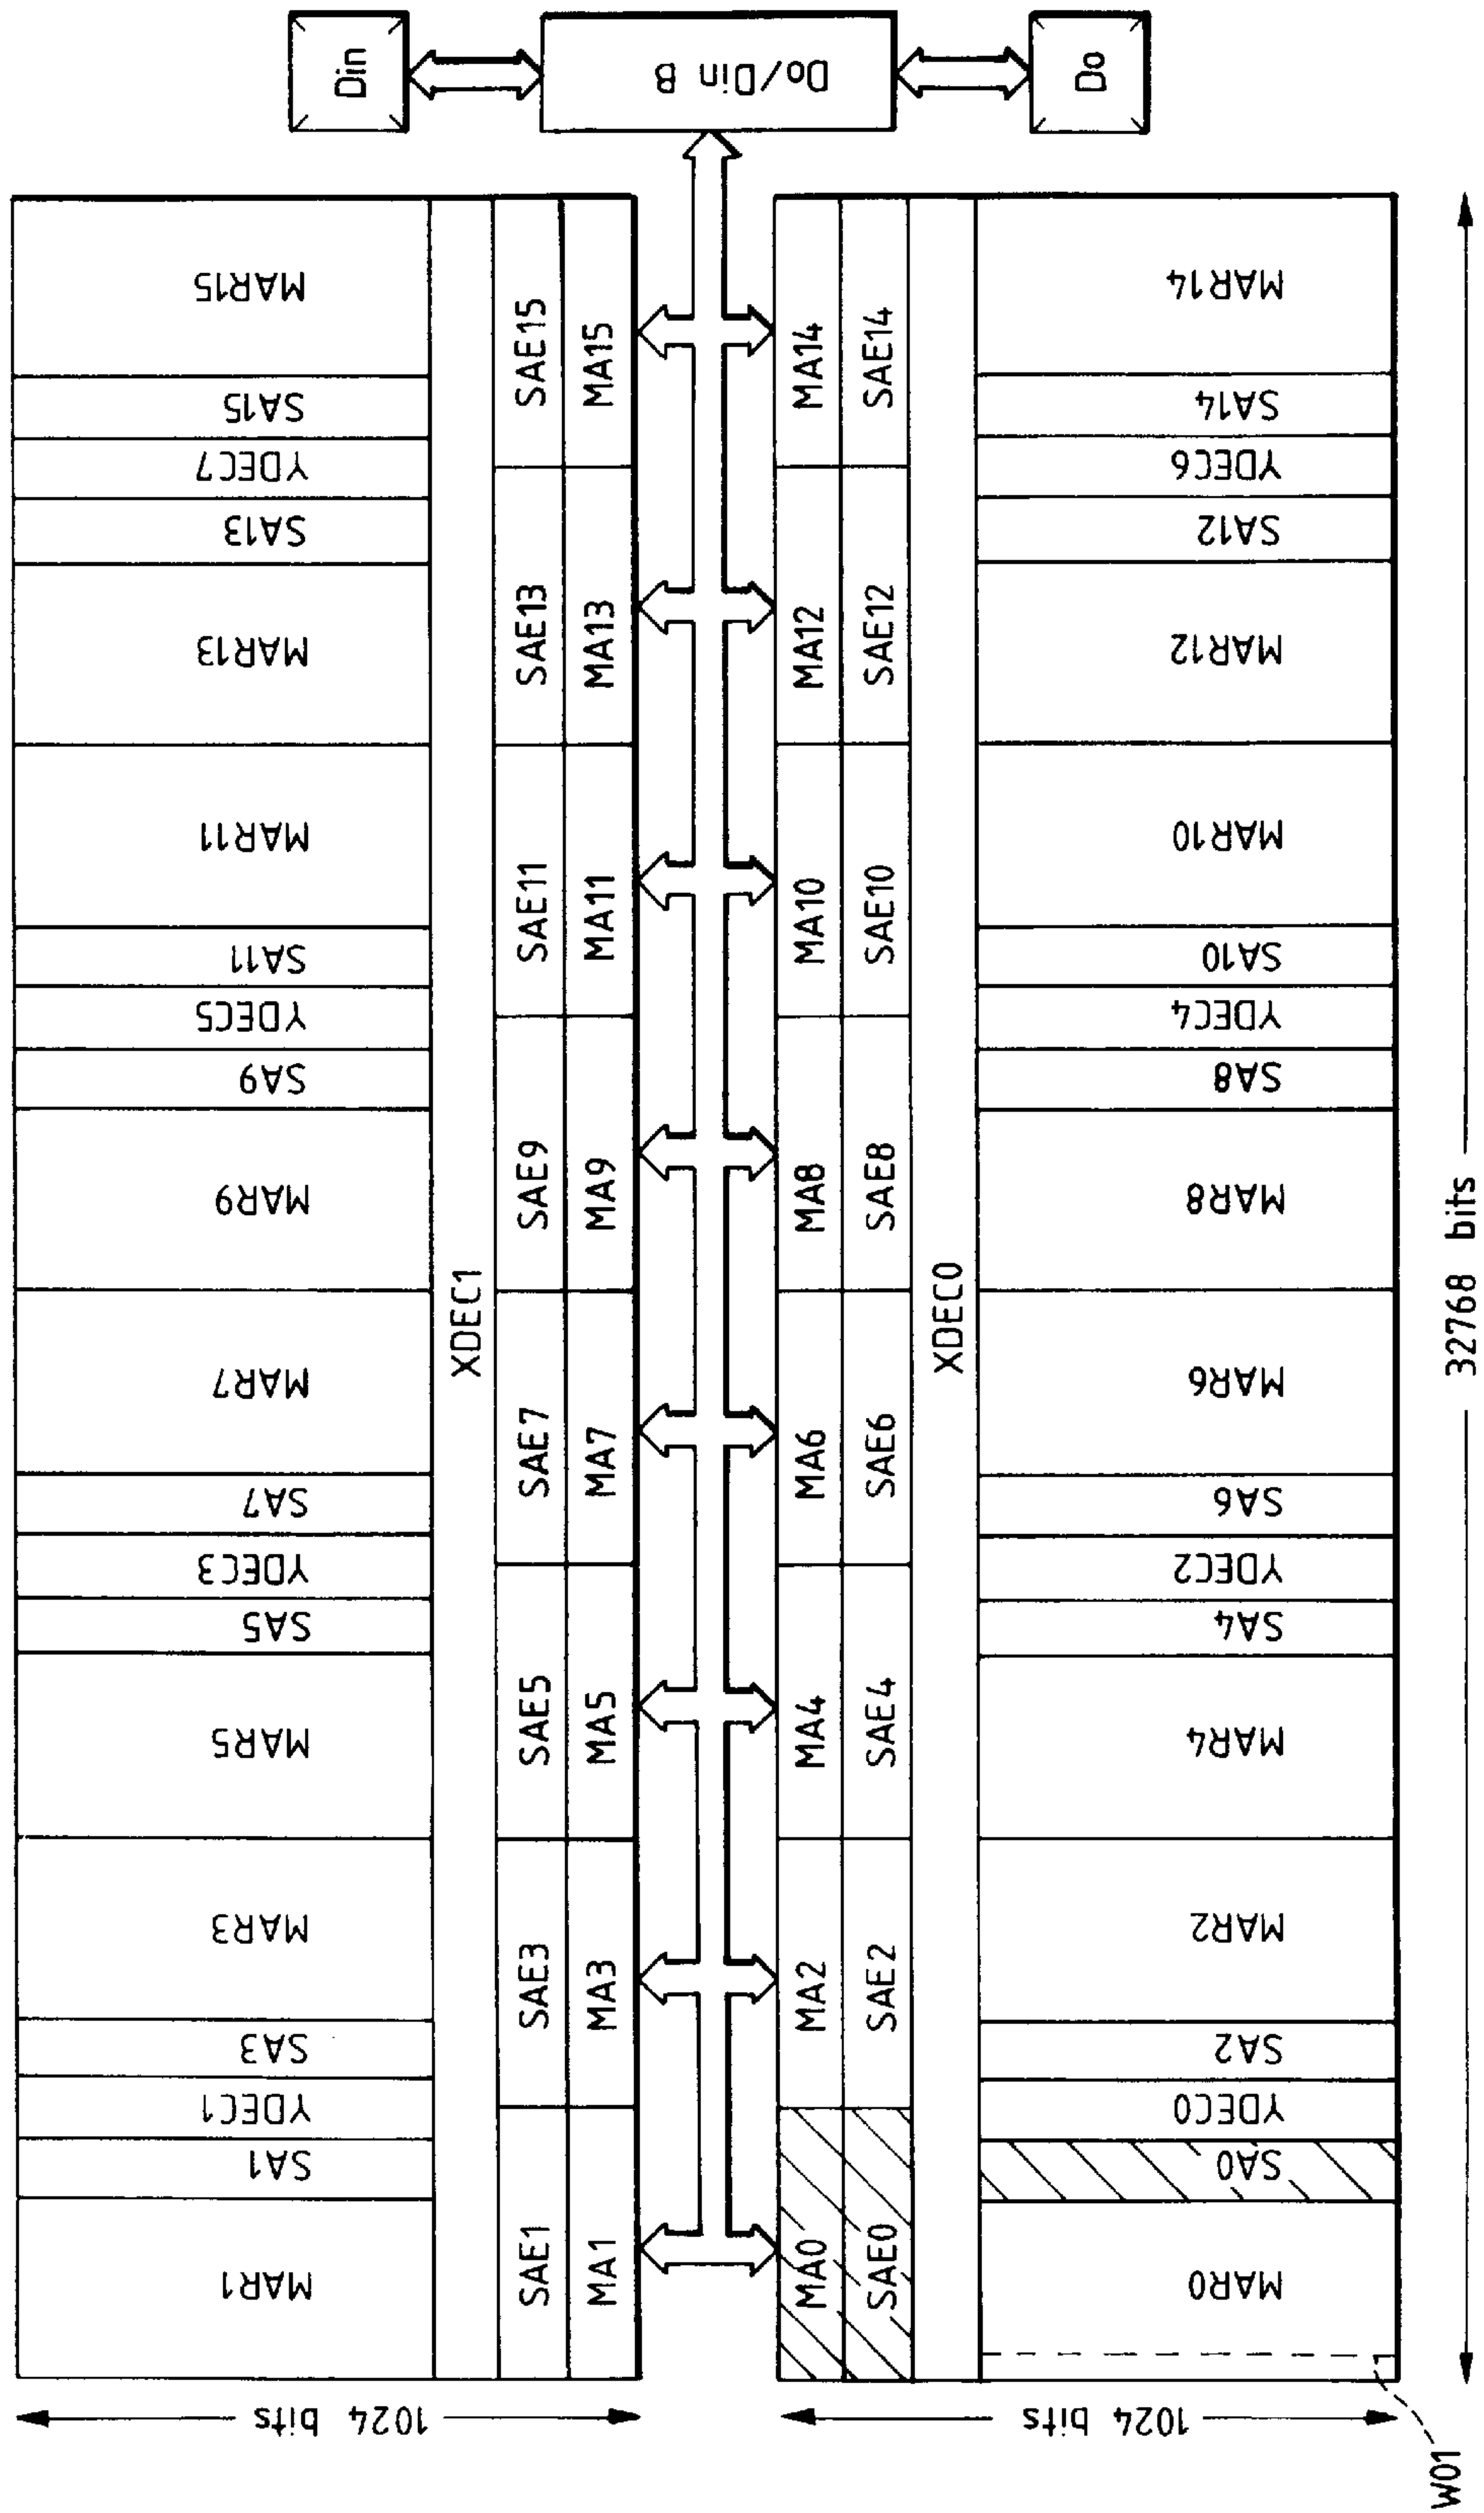 Din
Do/Din B
Do
MAR15
SA15
YDEC7
SA13
MAR13
MAR11
SA11
YDEC5
SA9
MAR9
MAR7
SA7
YDEC3
SA5
MAR5
MAR3
SA3
YDEC1
SA1
MAR1
XDEC1
SAE15
SAE13
SAE11
SAE9
SAE7
SAE5
SAE3
SAE1
MA15
MA13
MA11
MA9
MA7
MA5
MA3
MA1
MA14
MA12
MA10
MA8
MA6
MA4
MA2
MA0
SAE14
SAE12
SAE10
SAE8
SAE6
SAE4
SAE2
SAE0
XDEC0
MAR14
SA14
YDEC6
SA12
MAR12
MAR10
SA10
YDEC4
SA8
MAR8
MAR6
SA6
YDEC2
SA4
MAR4
MAR2
SA2
YDEC0
SA0
MAR0
32768 bits
1024 bits
1024 bits
W01